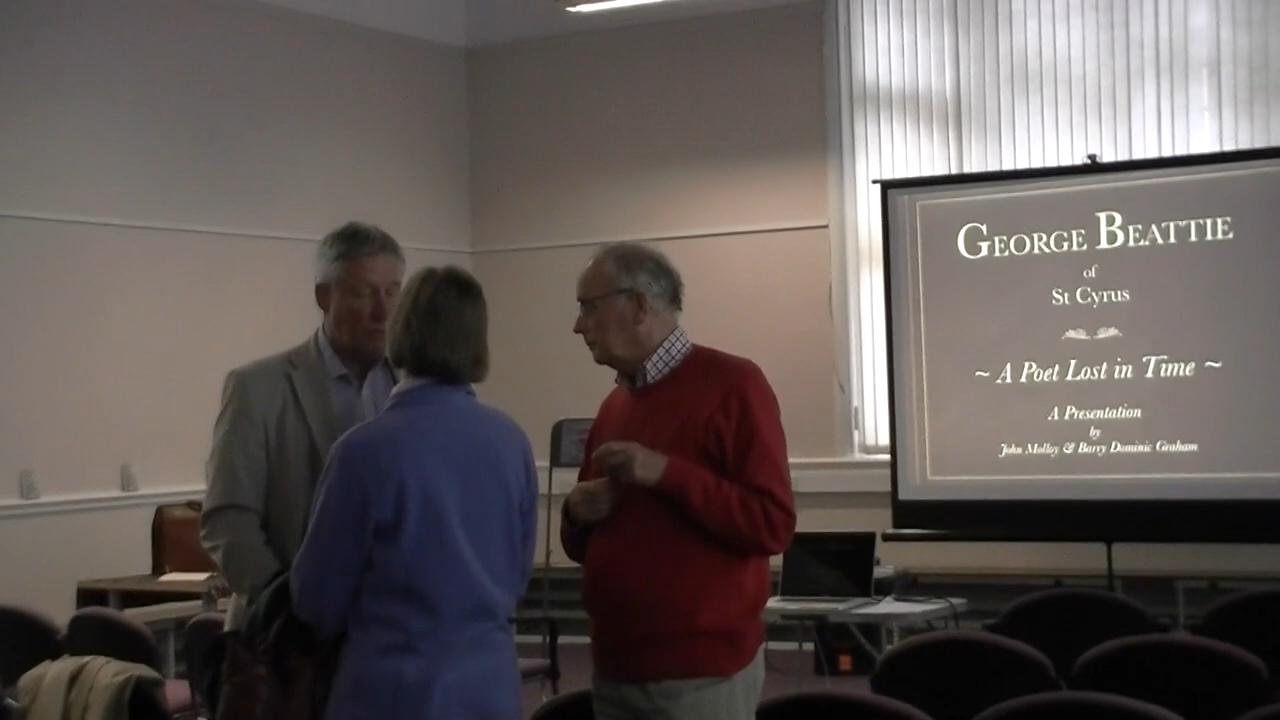 George Beattie
of
St Cyrus
~ A Poet Lost in Time ~
A Presentation
by
John Molloy & Barry Dominic Graham